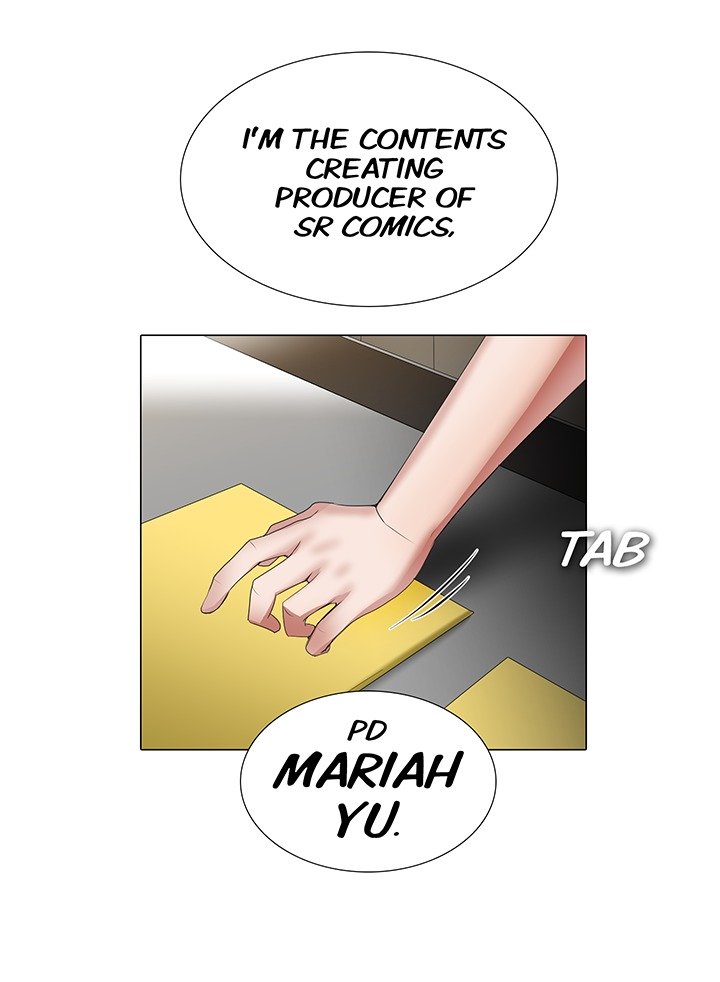 I'M THE CONTENTS
CREATING
PRODUCER OF
SR COMICS,
TAB
PD
MARIAH
YU.